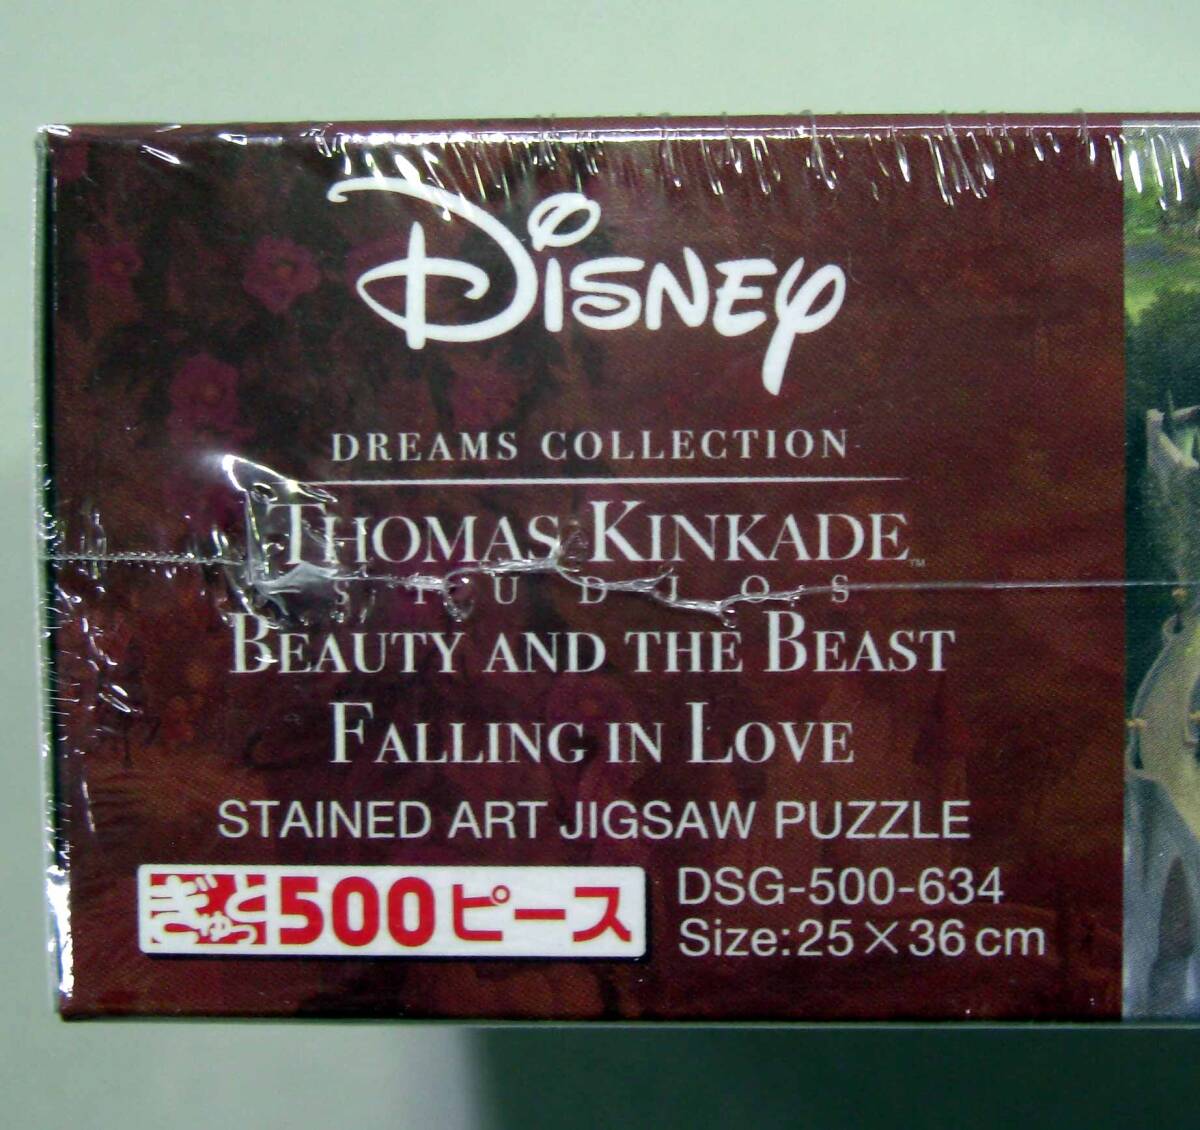 Disney
DREAMS COLLECTION
THOMAS KINKADE™
STUDIOS
BEAUTY AND THE BEAST
FALLING IN LOVE
STAINED ART JIGSAW PUZZLE
ぎゅっと500ピース
DSG-500-634
Size:25×36cm